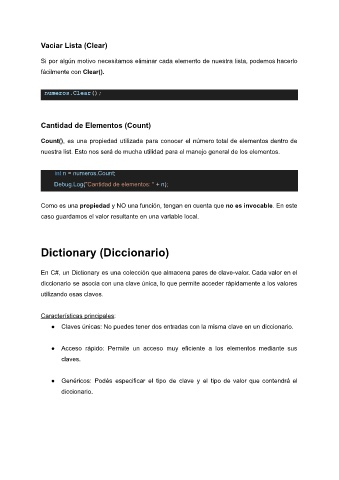 Vaciar Lista (Clear)
Si por algún motivo necesitamos eliminar cada elemento de nuestra lista, podemos hacerlo
fácilmente con Clear().
numeros.Clear();
Cantidad de Elementos (Count)
Count(), es una propiedad utilizada para conocer el número total de elementos dentro de
nuestra list. Esto nos será de mucha utilidad para el manejo general de los elementos.
int n = numeros.Count;
Debug.Log("Cantidad de elementos: " + n);
Como es una propiedad y NO una función, tengan en cuenta que no es invocable. En este
caso guardamos el valor resultante en una variable local.
Dictionary (Diccionario)
En C#, un Dictionary es una colección que almacena pares de clave-valor. Cada valor en el
diccionario se asocia con una clave única, lo que permite acceder rápidamente a los valores
utilizando esas claves.
Características principales:
● Claves únicas: No puedes tener dos entradas con la misma clave en un diccionario.
● Acceso rápido: Permite un acceso muy eficiente a los elementos mediante sus
claves.
● Genéricos: Podés especificar el tipo de clave y el tipo de valor que contendrá el
diccionario.